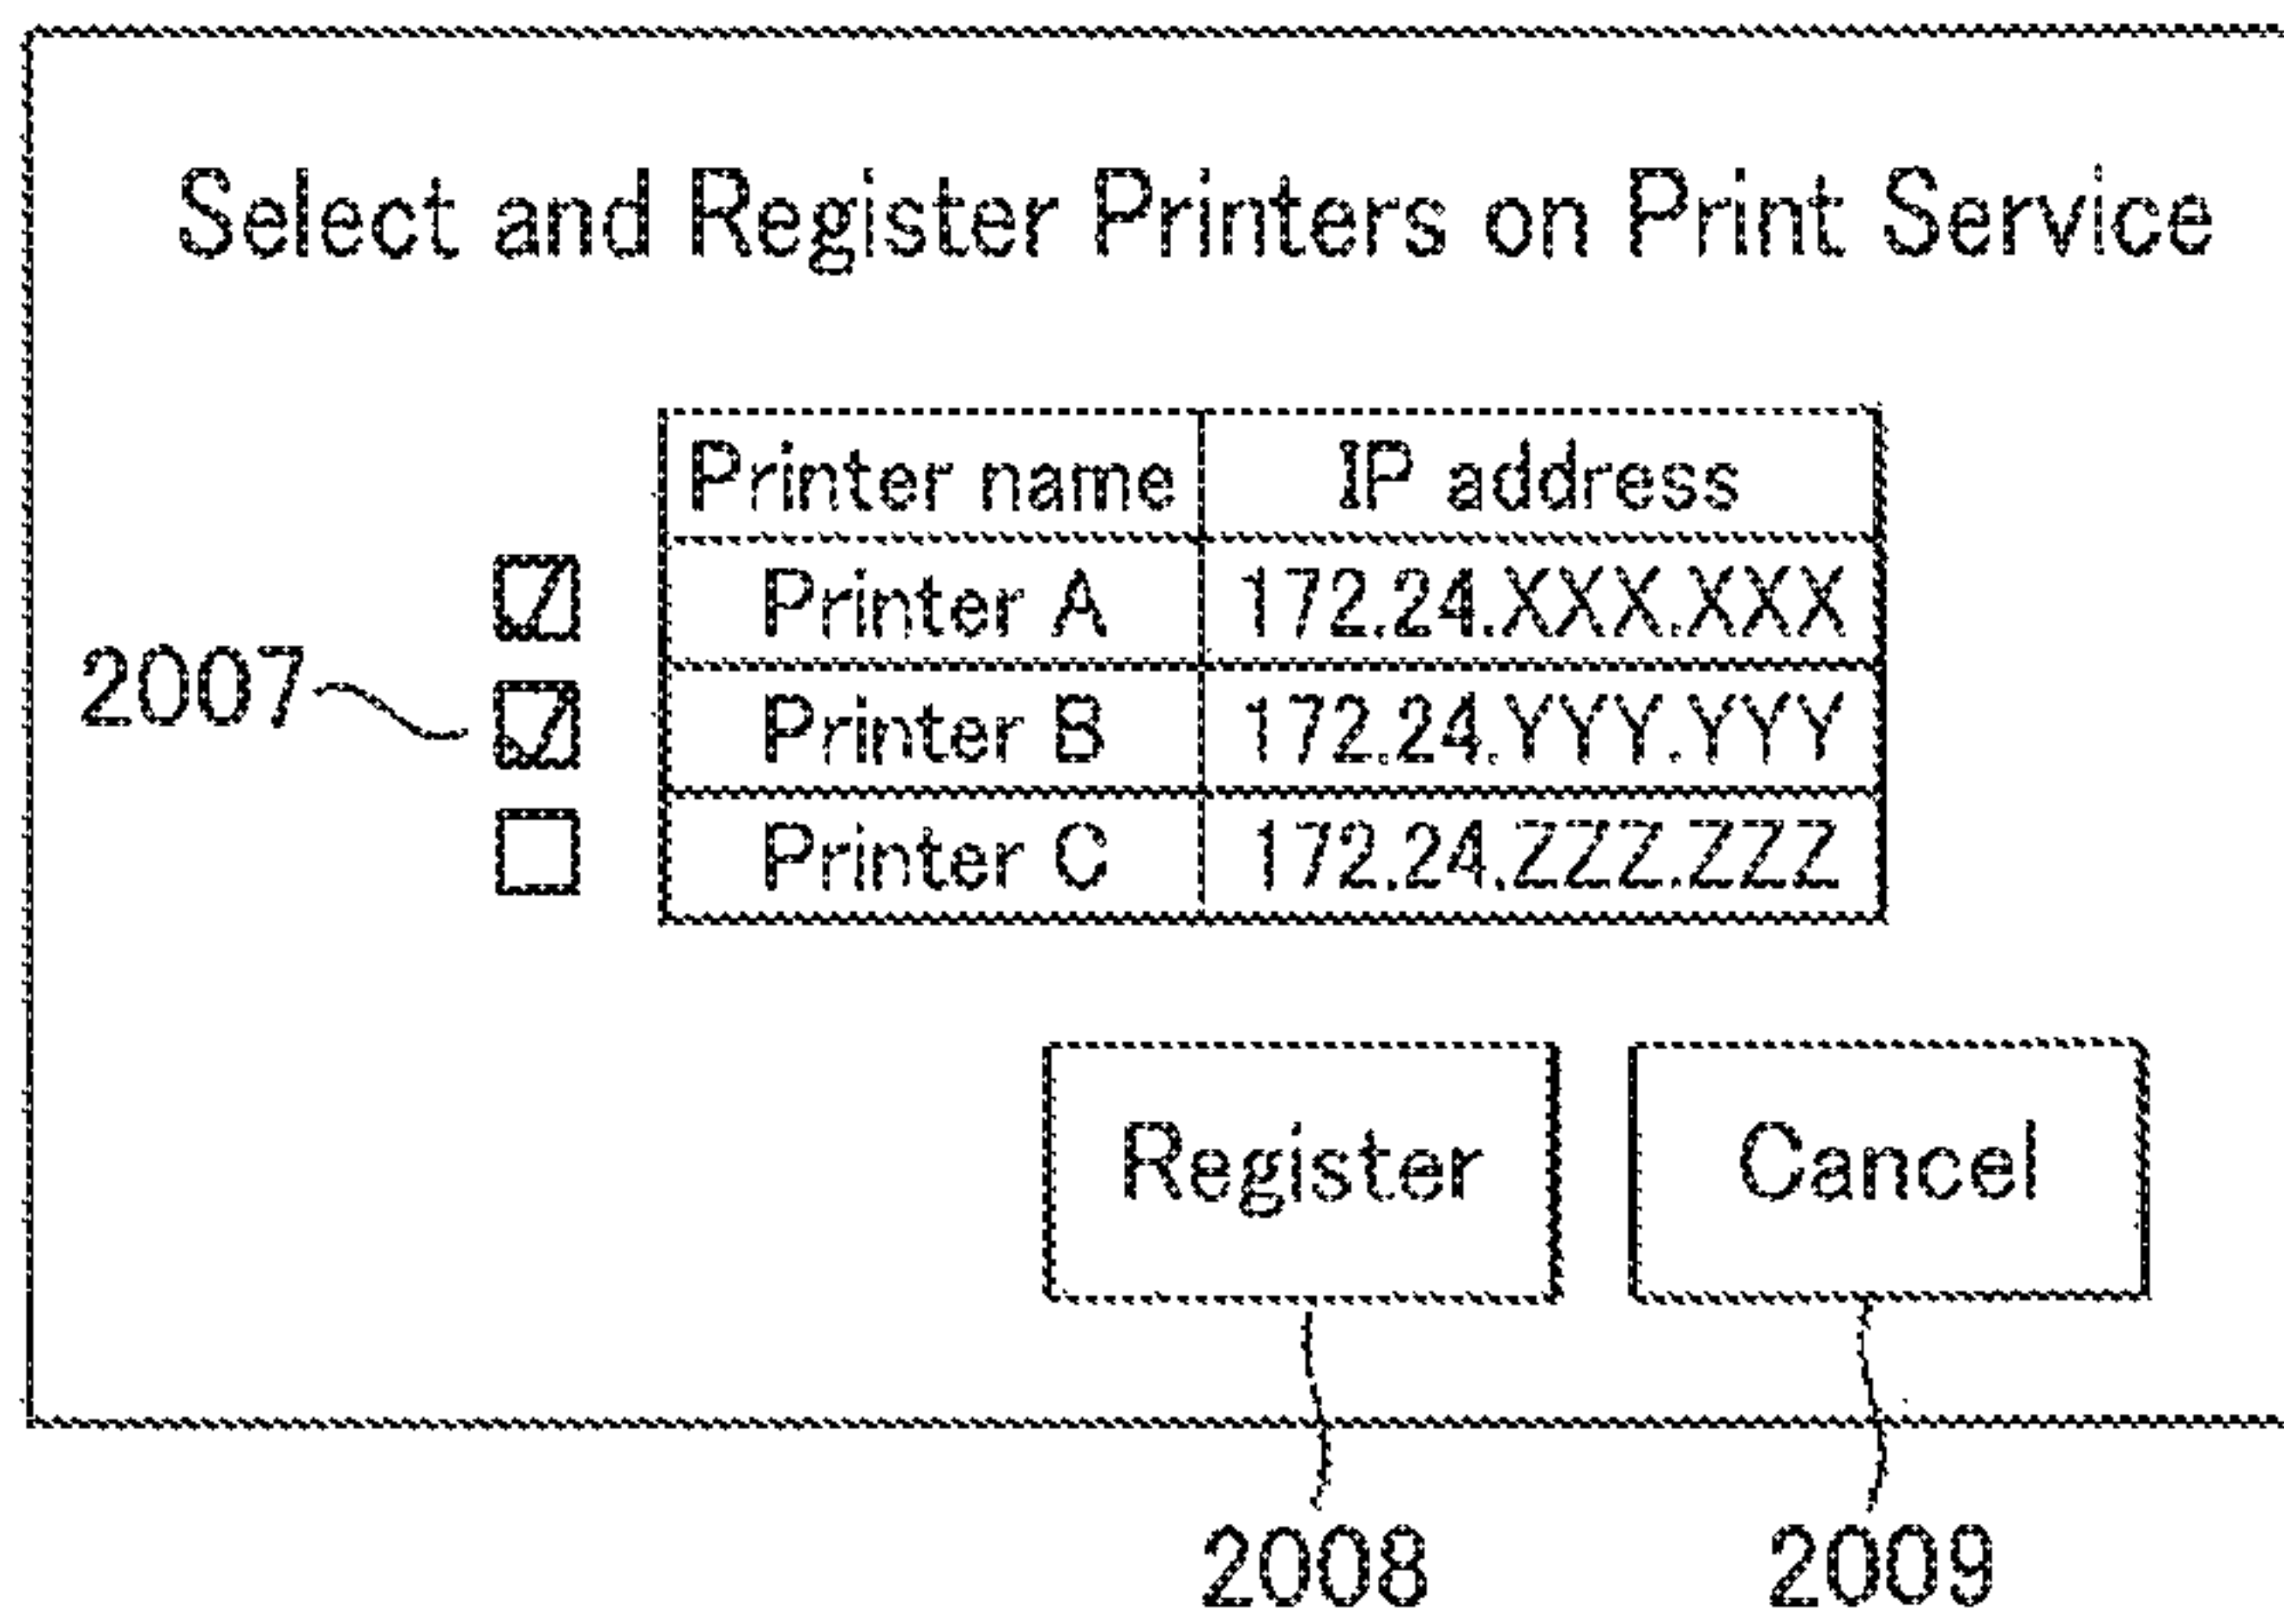 Select and Register Printers on Print Service
Printer name IP address
Printer A 172.24.XXX.XXX
2007
Printer B 172.24.YYY.YYY
Printer C 172.24.ZZZ.ZZZ
Register Cancel
2008 2009